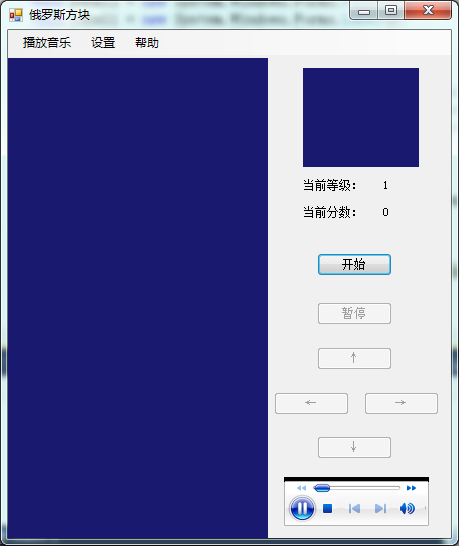 俄罗斯方块
播放音乐 设置 帮助
当前等级： 1
当前分数： 0
开始
暂停
↑
← →
↓